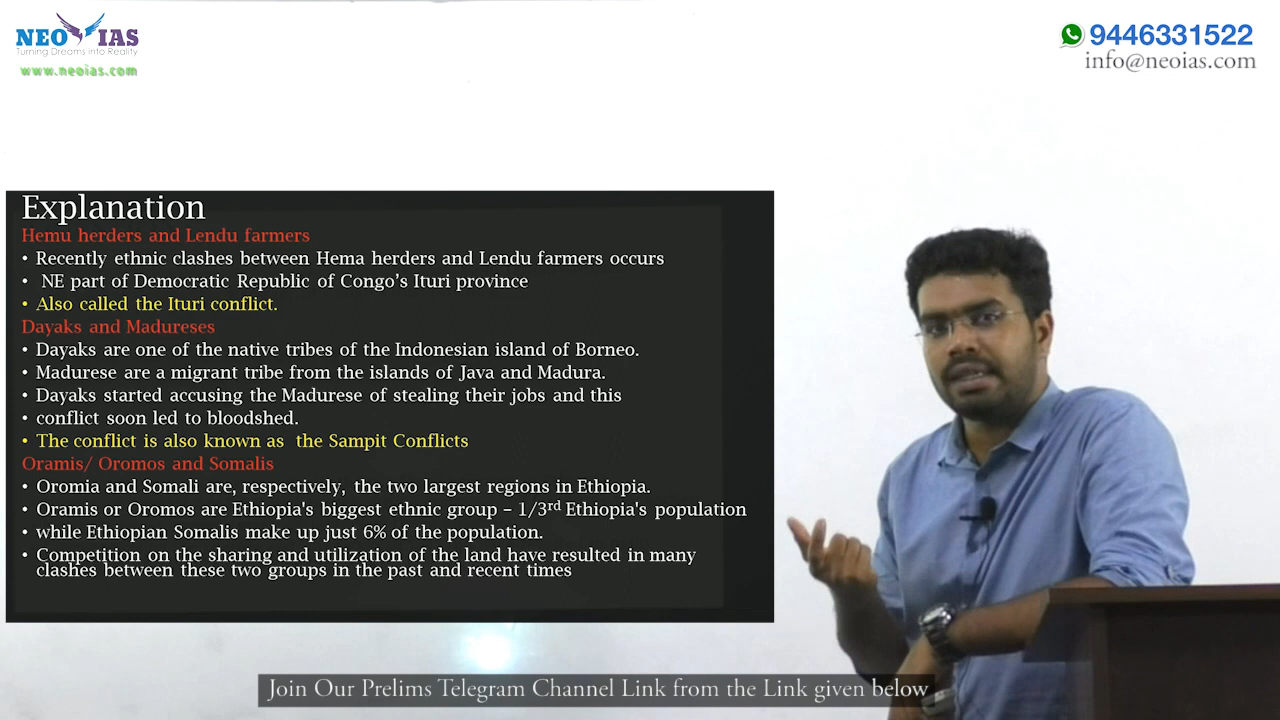 NEO IAS
Turning Dreams into Reality
www.neoias.com
9446331522
info@neoias.com
Explanation
Hemu herders and Lendu farmers
• Recently ethnic clashes between Hema herders and Lendu farmers occurs
• NE part of Democratic Republic of Congo's Ituri province
• Also called the Ituri conflict.
Dayaks and Madureses
• Dayaks are one of the native tribes of the Indonesian island of Borneo.
• Madurese are a migrant tribe from the islands of Java and Madura.
• Dayaks started accusing the Madurese of stealing their jobs and this
• conflict soon led to bloodshed.
• The conflict is also known as the Sampit Conflicts
Oramis/ Oromos and Somalis
• Oromia and Somali are, respectively, the two largest regions in Ethiopia.
• Oramis or Oromos are Ethiopia's biggest ethnic group – 1/3rd Ethiopia's population
• while Ethiopian Somalis make up just 6% of the population.
• Competition on the sharing and utilization of the land have resulted in many
clashes between these two groups in the past and recent times
Join Our Prelims Telegram Channel Link from the Link given below